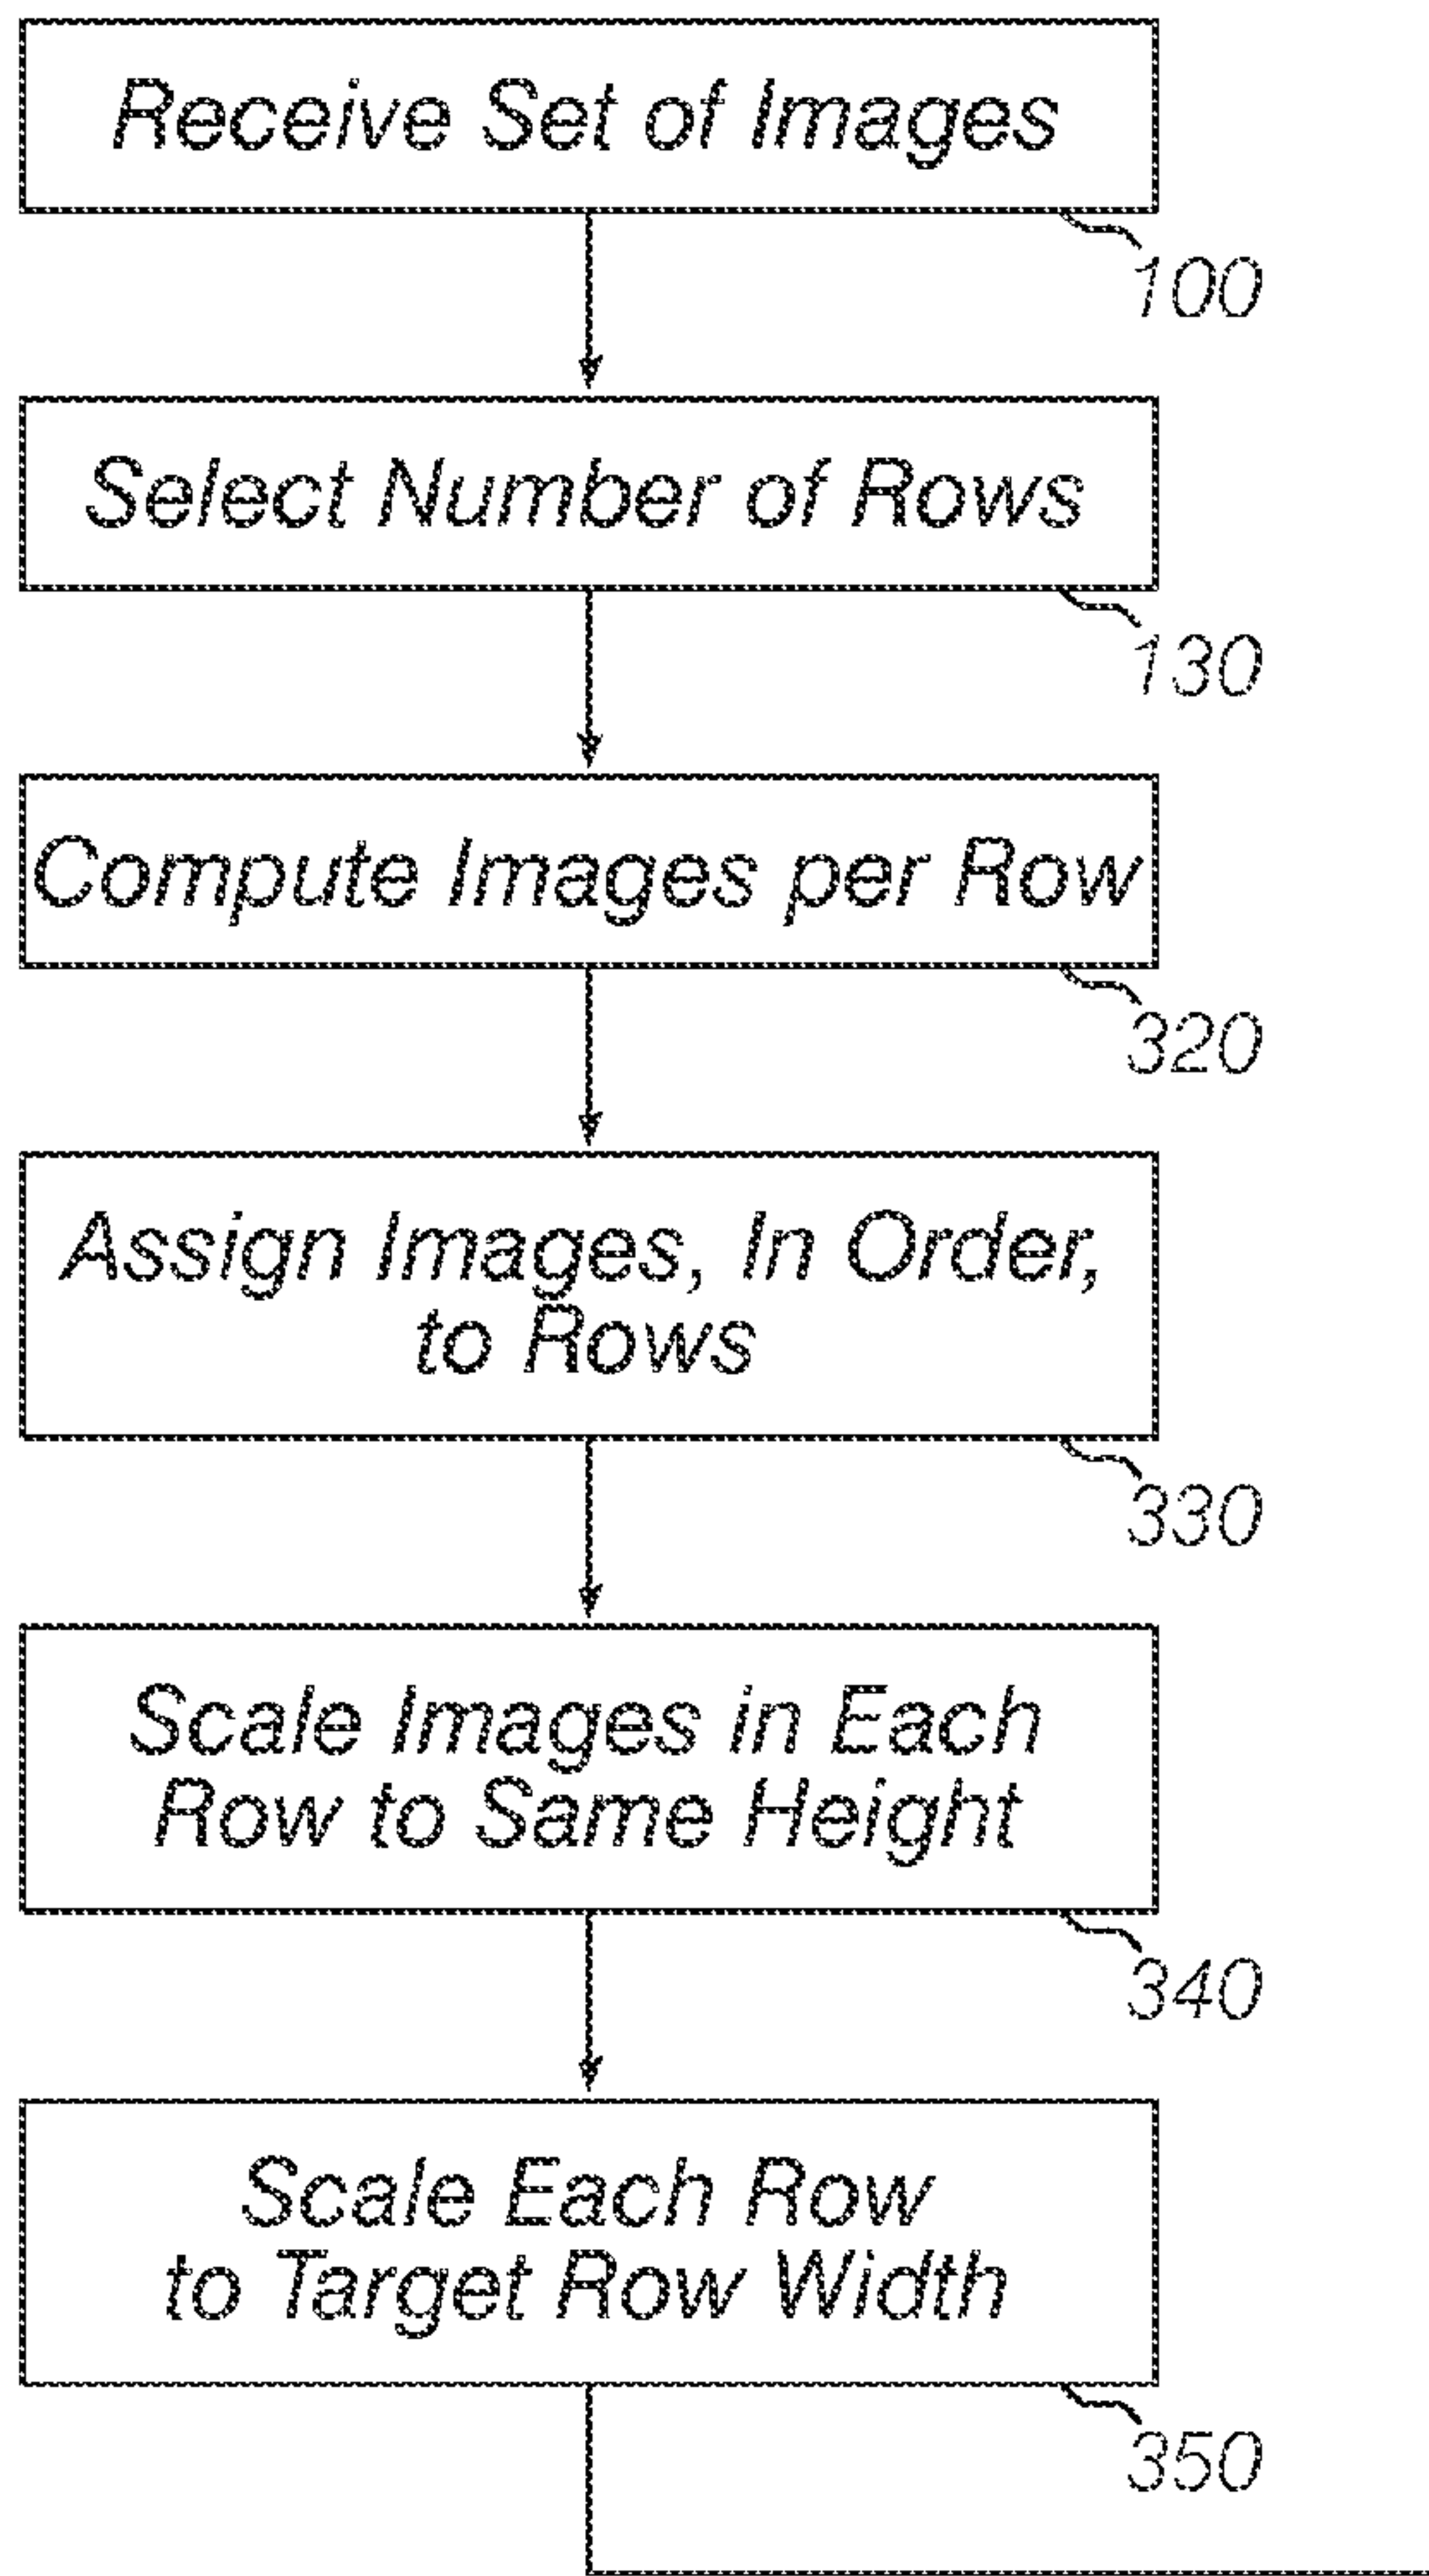 Receive Set of Images
100
Select Number of Rows
130
Compute Images per Row
320
Assign Images, In Order,
to Rows
330
Scale Images in Each
Row to Same Height
340
Scale Each Row
to Target Row Width
350